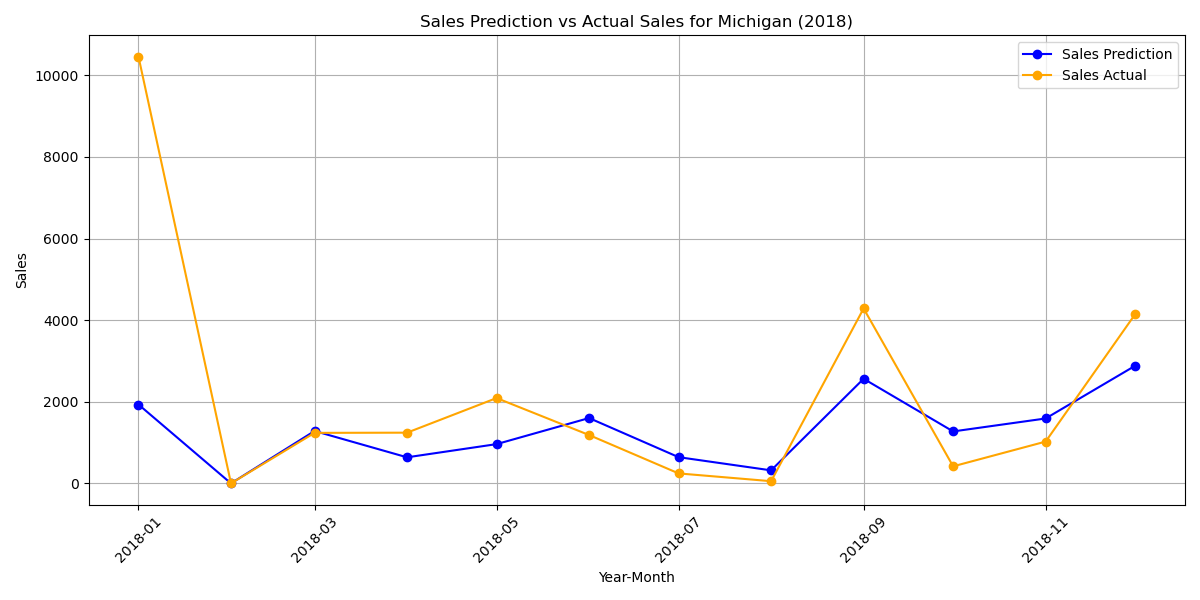 Sales Prediction vs Actual Sales for Michigan (2018)
Sales Prediction
Sales Actual
10000
8000
6000
4000
2000
0
Sales
2018-01
2018-03
2018-05
2018-07
2018-09
2018-11
Year-Month